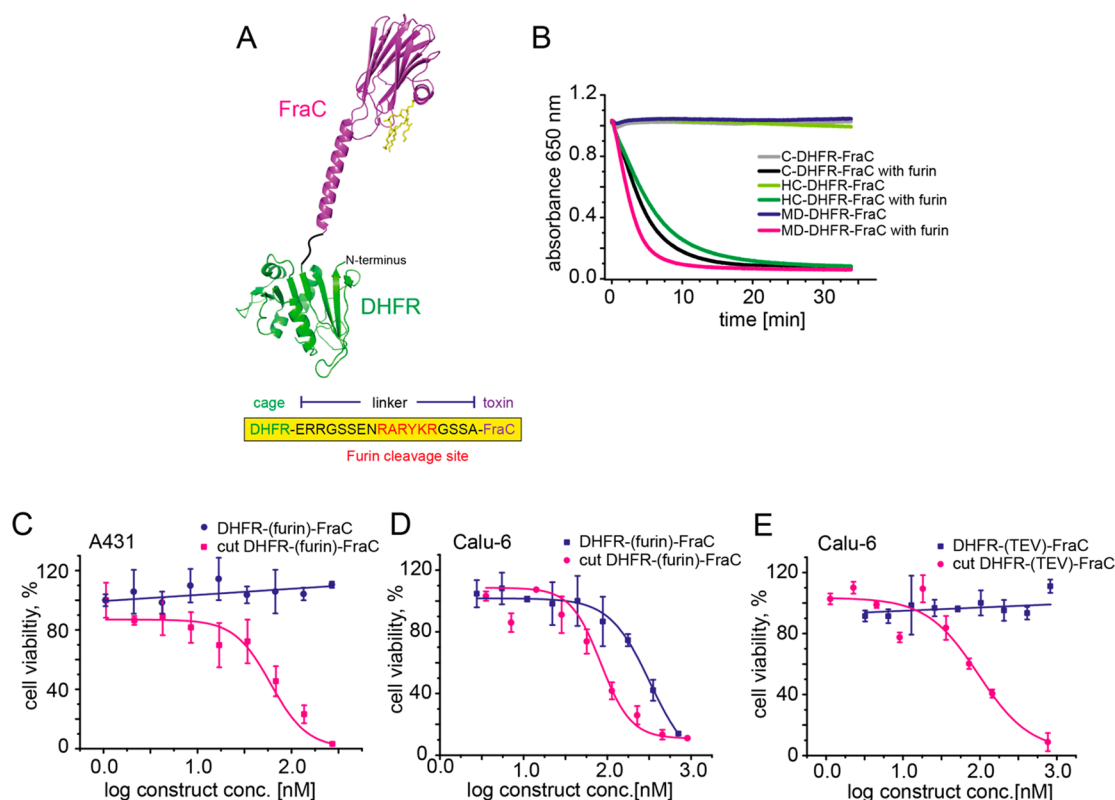 A
FraC
N-terminus
DHFR
cage linker toxin
DHFR-ERRGSSENRARYKRGSSA-FraC
Furin cleavage site
B
absorbance 650 nm
1.2
0.8
0.4
0.0
C-DHFR-FraC
C-DHFR-FraC with furin
HC-DHFR-FraC
HC-DHFR-FraC with furin
MD-DHFR-FraC
MD-DHFR-FraC with furin
0 10 20 30
time [min]
C
A431
DHFR-(furin)-FraC
cut DHFR-(furin)-FraC
cell viability, %
120
80
40
0
0.0 1.0 2.0
log construct conc. [nM]
D
Calu-6
DHFR-(furin)-FraC
cut DHFR-(furin)-FraC
cell viability, %
120
80
40
0
0.0 1.0 2.0 3.0
log construct conc.[nM]
E
Calu-6
DHFR-(TEV)-FraC
cut DHFR-(TEV)-FraC
cell viability, %
120
80
40
0
0.0 1.0 2.0 3.0
log construct conc. [nM]